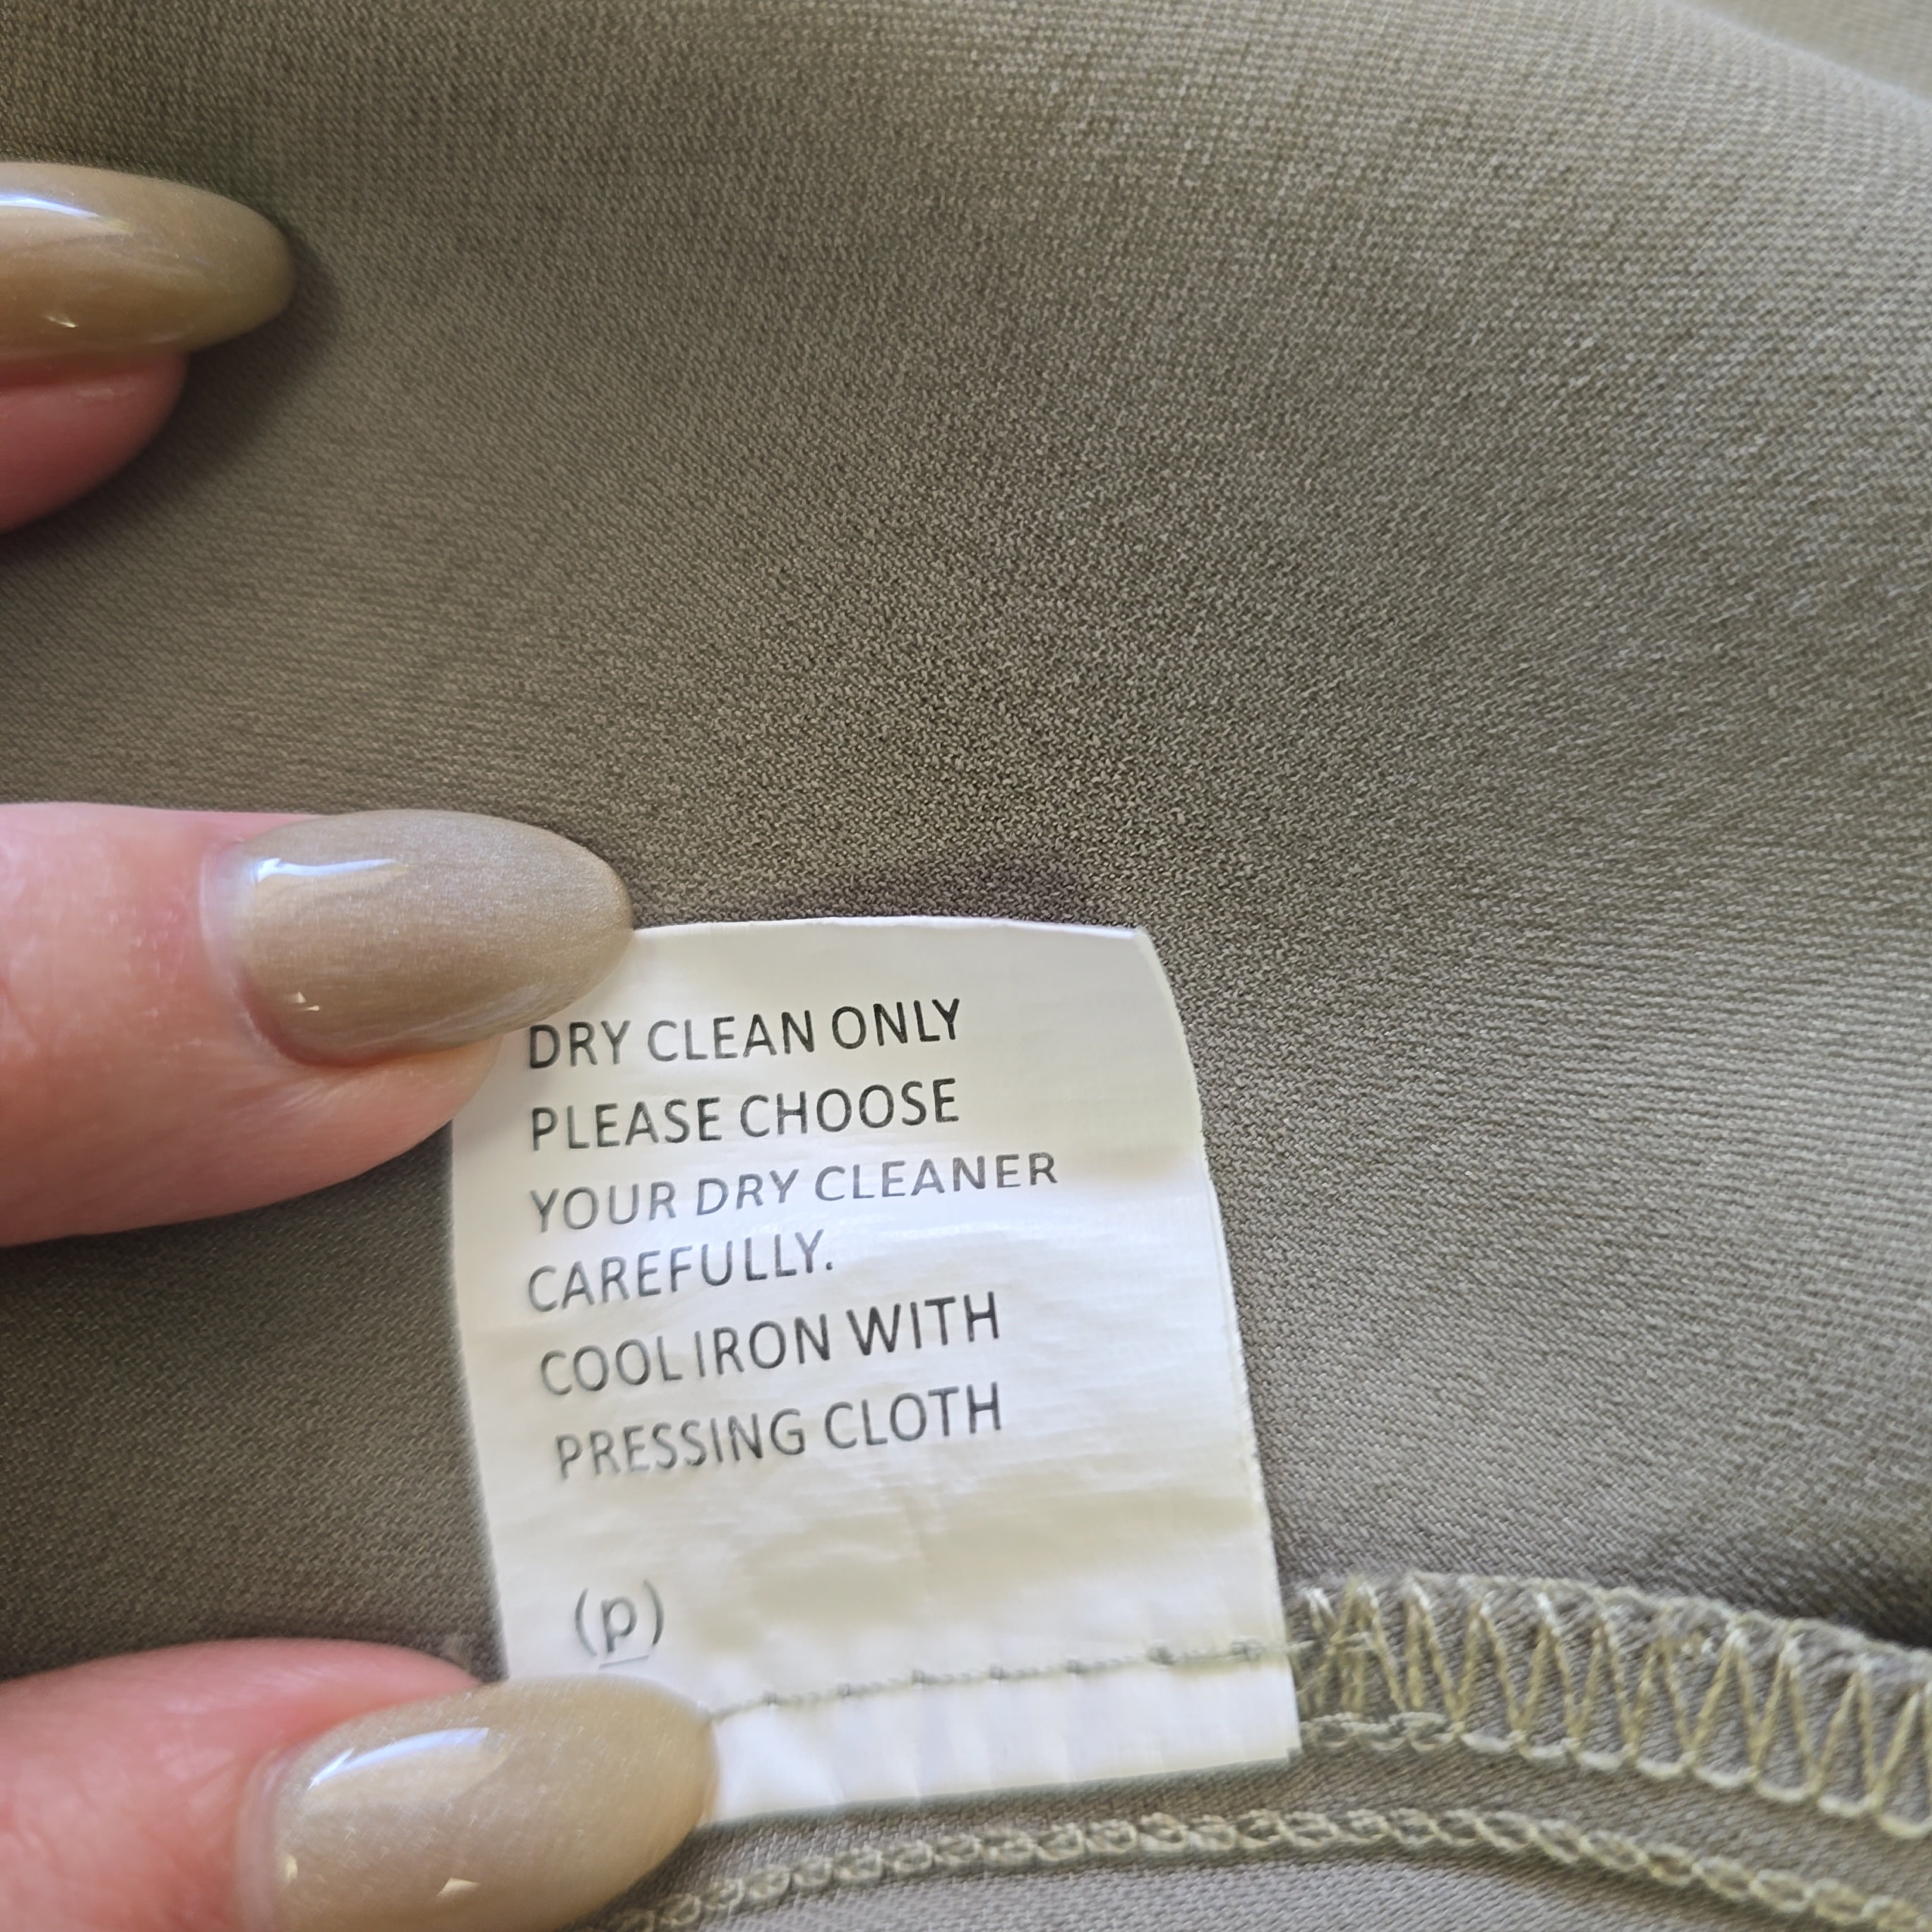 DRY CLEAN ONLY
PLEASE CHOOSE
YOUR DRY CLEANER
CAREFULLY.
COOL IRON WITH
PRESSING CLOTH
(p)